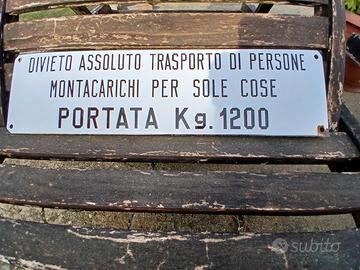 DIVIETO ASSOLUTO TRASPORTO DI PERSONE
MONTACARICHI PER SOLE COSE
PORTATA Kg. 1200
subito